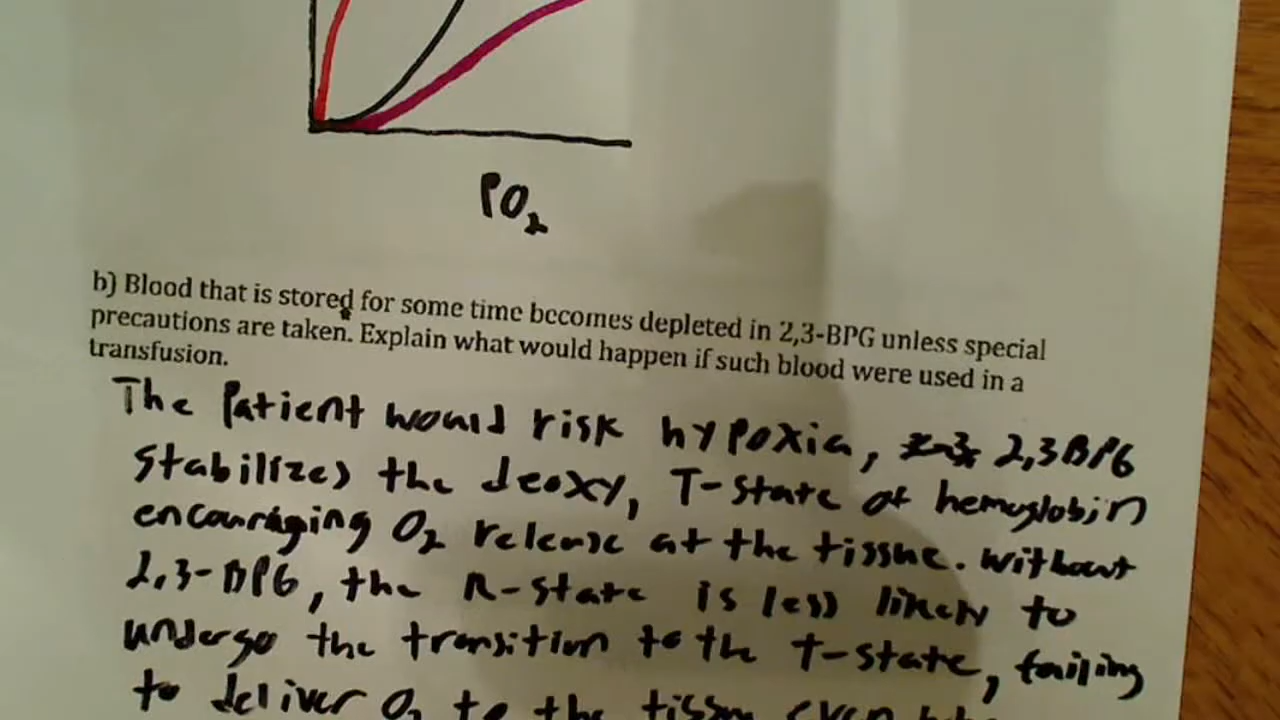 PO2
b) Blood that is stored for some time becomes depleted in 2,3-BPG unless special
precautions are taken. Explain what would happen if such blood were used in a
transfusion.
The Patient would risk hypoxia, 2,3BPG
stabilizes the deoxy, T-state of hemoglobin
encouraging O2 release at the tissue. Without
2,3-BPG, the R-state is less likely to
undergo the transition to the T-state, failing
to deliver O2 to the tissue even